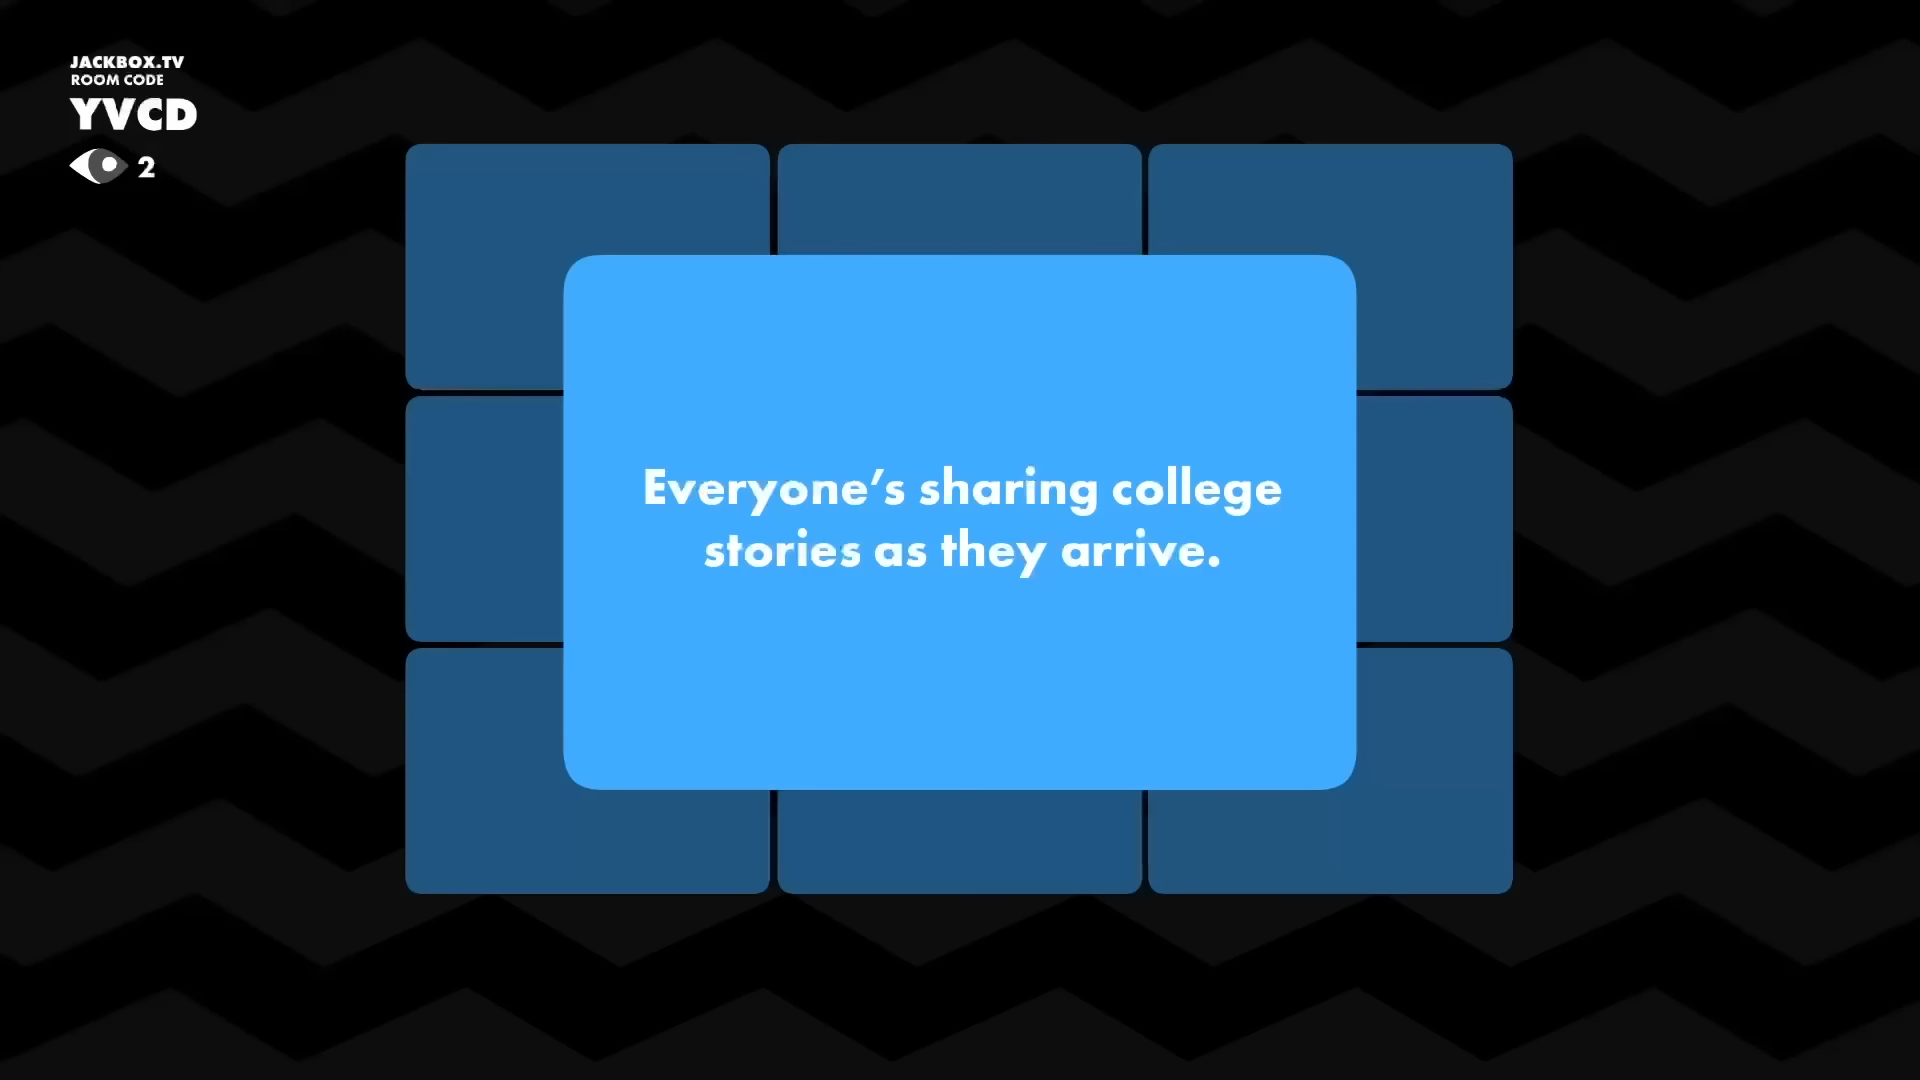 JACKBOX.TV
ROOM CODE
YVCD
2
Everyone’s sharing college
stories as they arrive.